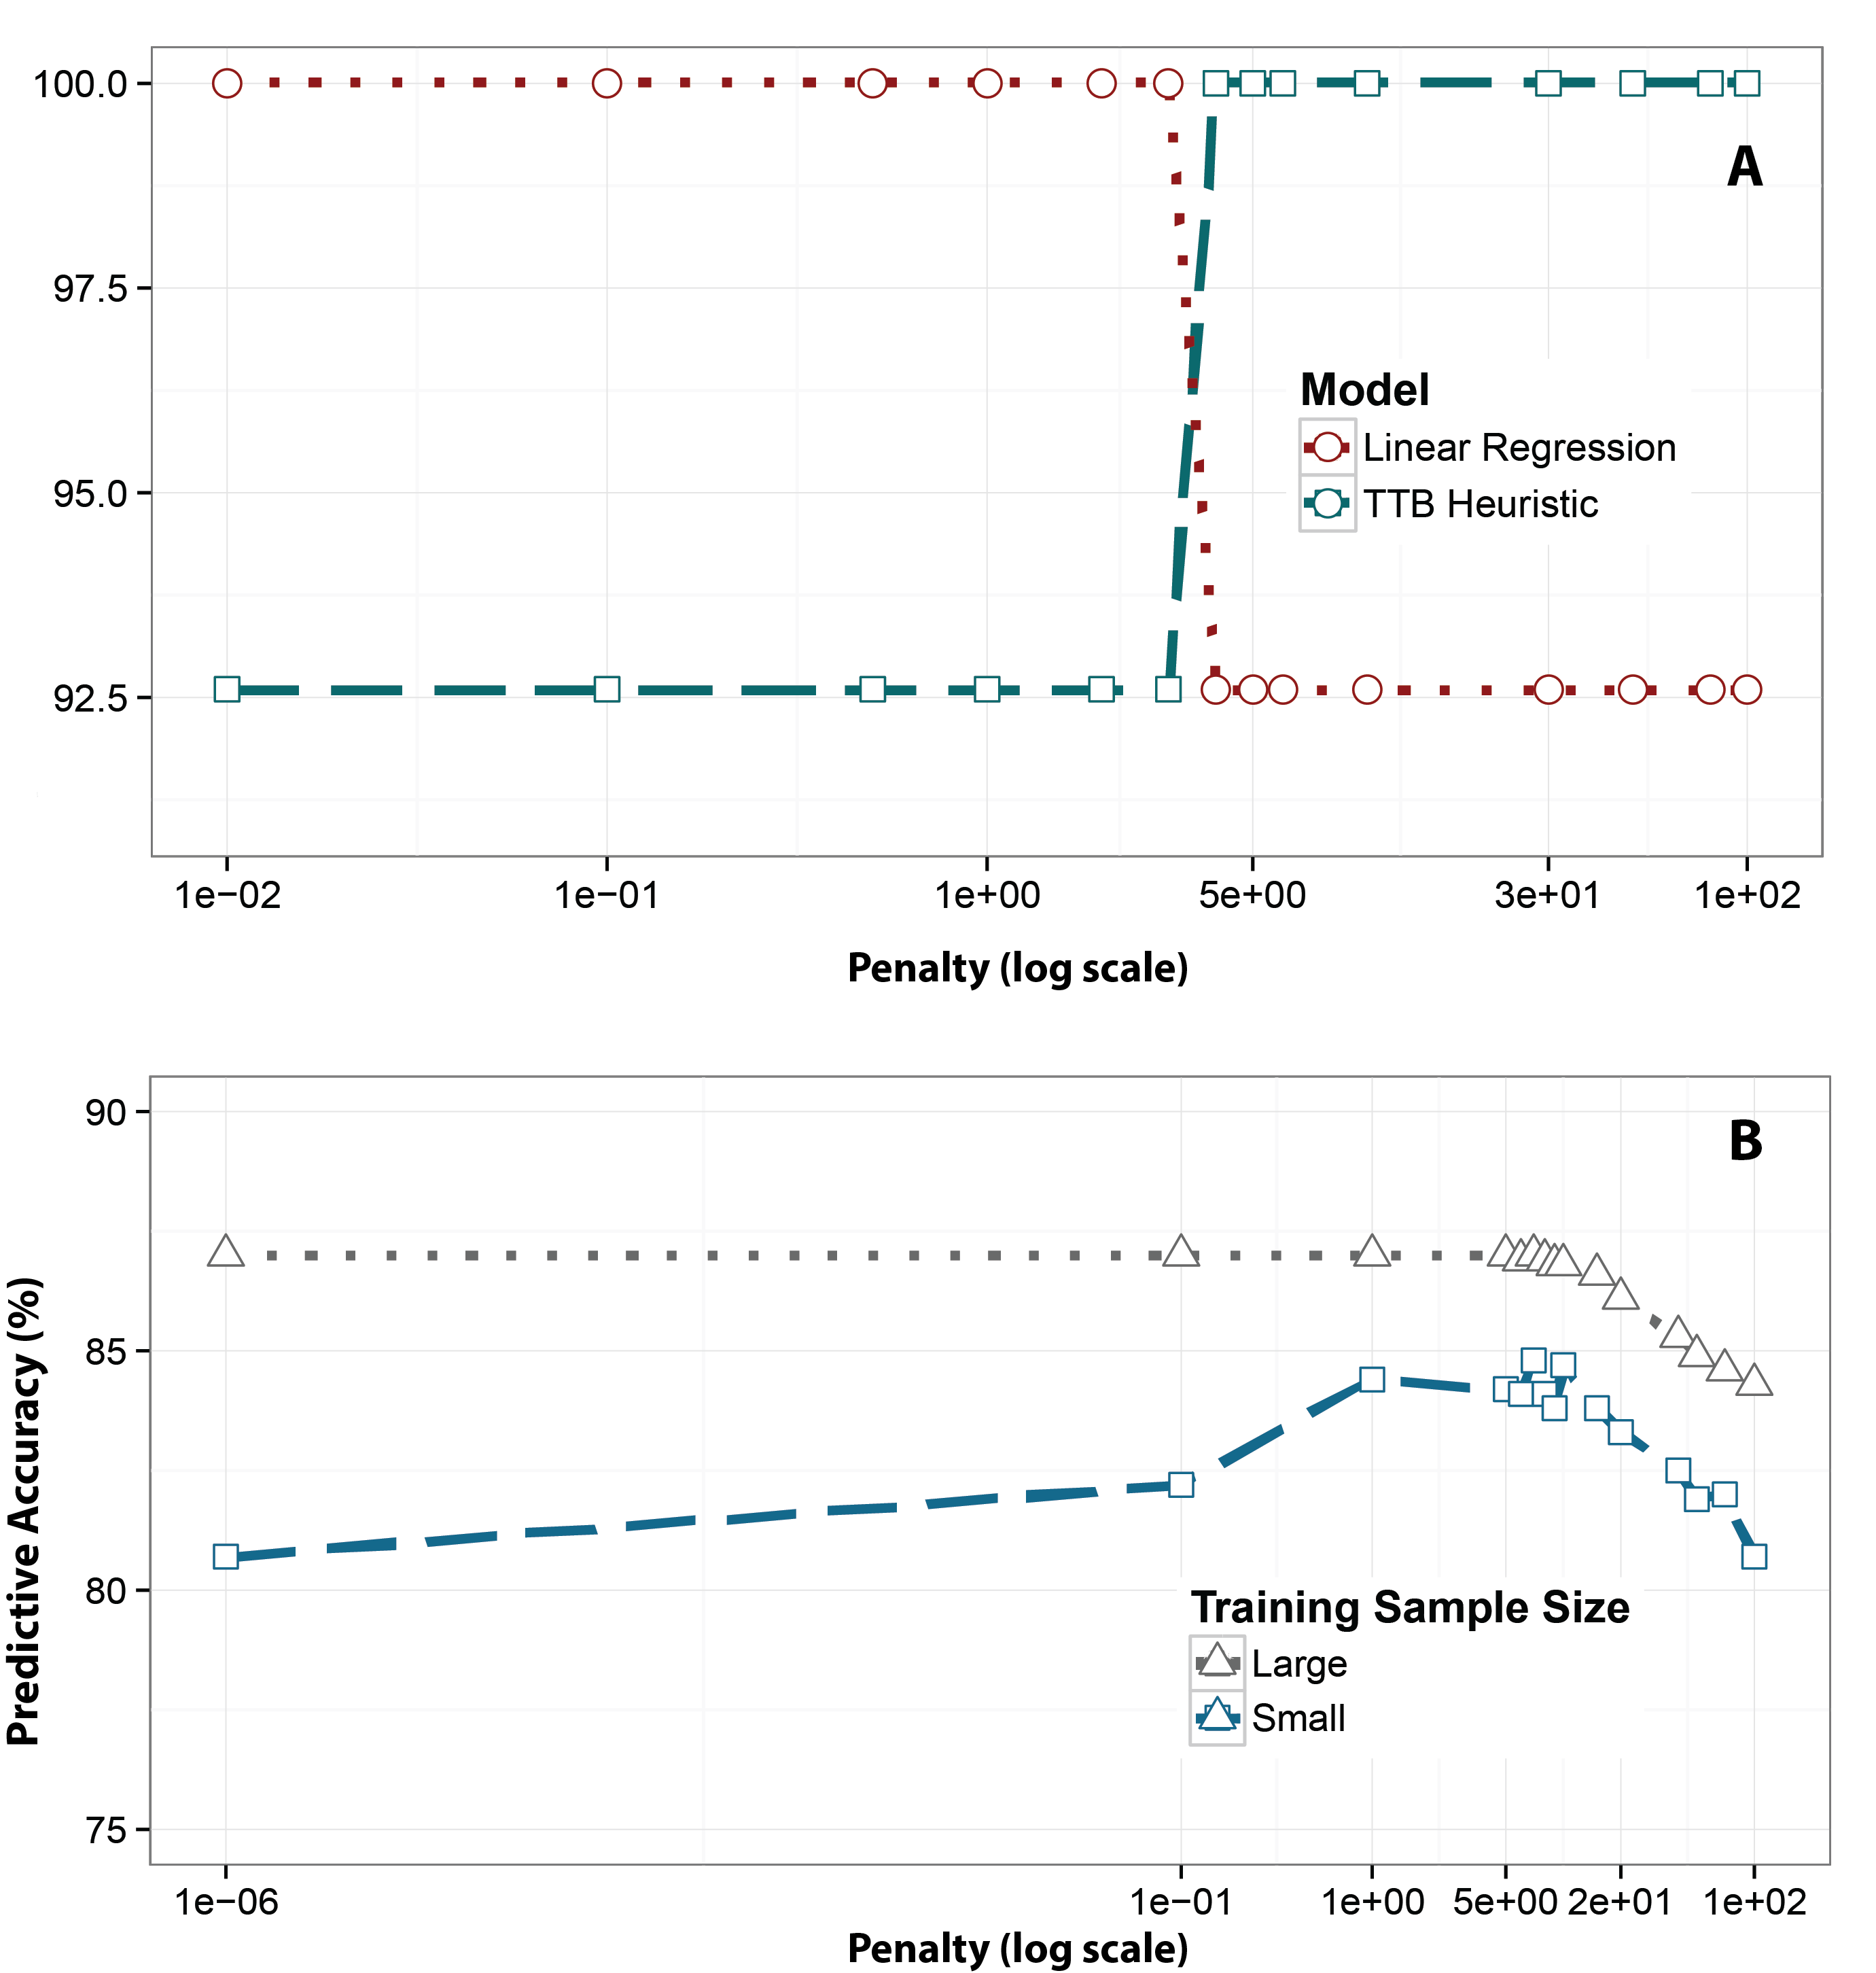 100.0
A
97.5
Model
Linear Regression
95.0
TTB Heuristic
92.5
1e−02 1e−01 1e+00 5e+00 3e+01 1e+02
Penalty (log scale)
90
B
85
Predictive Accuracy (%)
80
Training Sample Size
Large
Small
75
1e−06 1e−01 1e+00 5e+00 2e+01 1e+02
Penalty (log scale)